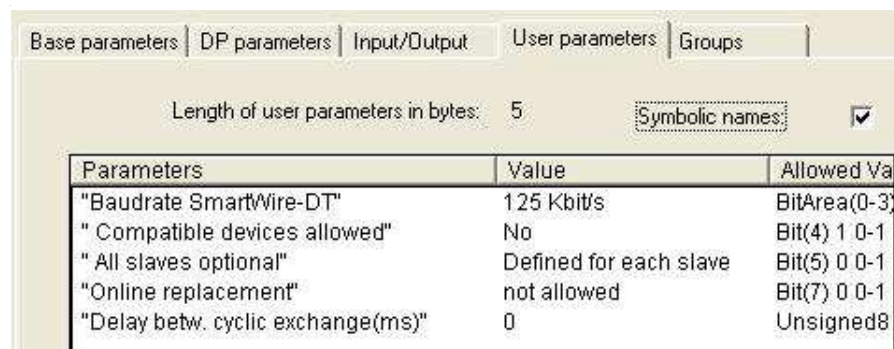 Base parameters DP parameters Input/Output User parameters Groups
Length of user parameters in bytes: 5 Symbolic names:
Parameters Value Allowed Va
"Baudrate SmartWire-DT" 125 Kbit/s BitArea(0-3)
" Compatible devices allowed" No Bit(4) 1 0-1
" All slaves optional" Defined for each slave Bit(5) 0 0-1
"Online replacement" not allowed Bit(7) 0 0-1
"Delay betw. cyclic exchange(ms)" 0 Unsigned8